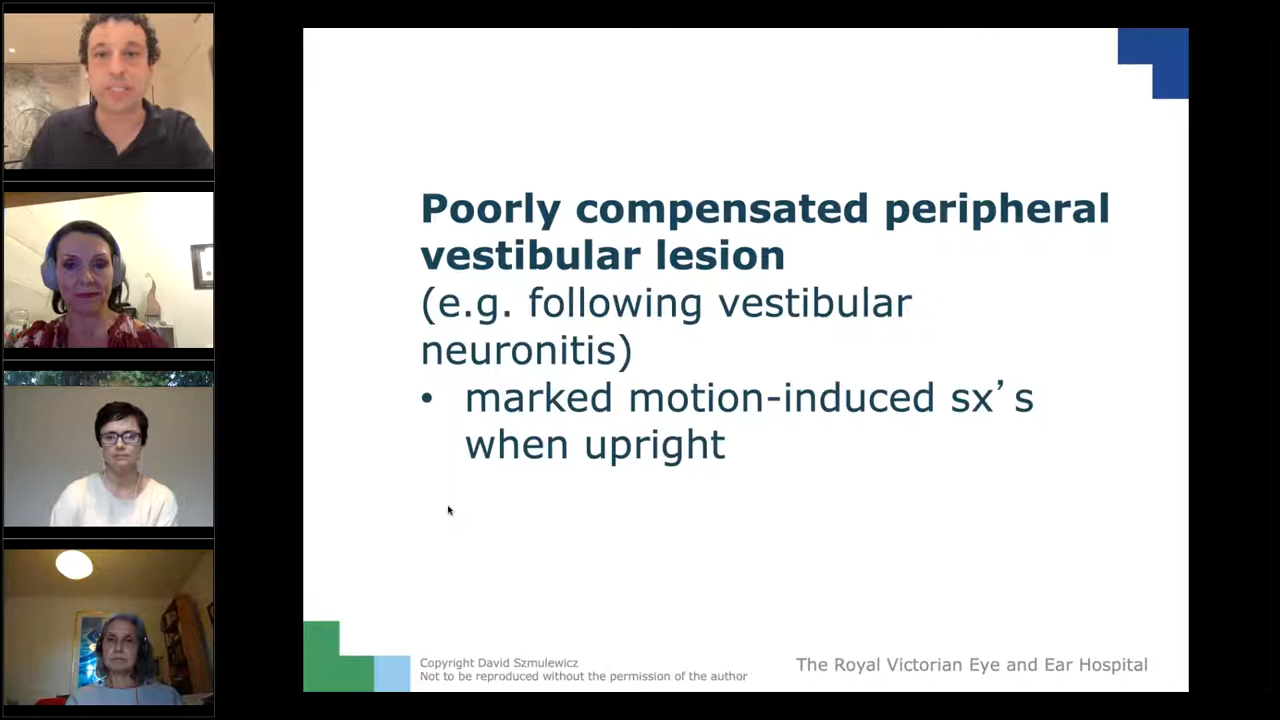 Poorly compensated peripheral
vestibular lesion
(e.g. following vestibular
neuronitis)
• marked motion-induced sx’s
when upright
Copyright David Szmulewicz
Not to be reproduced without the permission of the author
The Royal Victorian Eye and Ear Hospital